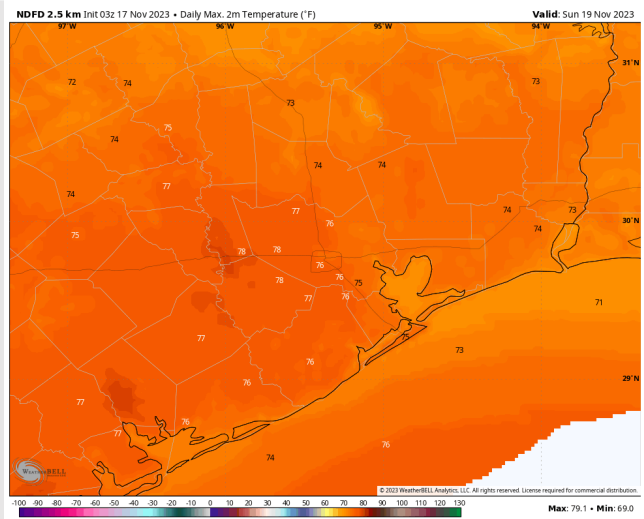 NDFD 2.5 km Init 03z 17 Nov 2023 • Daily Max. 2m Temperature (°F)
Valid: Sun 19 Nov 2023
97°W 96°W 95°W 94°W
31°N
72 74 73 73
75
74
74 74
77
74
77 74 73
30°N
75 76 74
78 78
76
78 76 75
77 76
71
77 75
73
76
29°N
76
77
76
77
76
74
WEATHERBELL
© 2023 WeatherBELL Analytics, LLC. All rights reserved. License required for commercial distribution.
-100 -90 -80 -70 -60 -50 -40 -30 -20 -10 0 10 20 30 40 50 60 70 80 90 100 110 120 130
Max: 79.1 • Min: 69.0